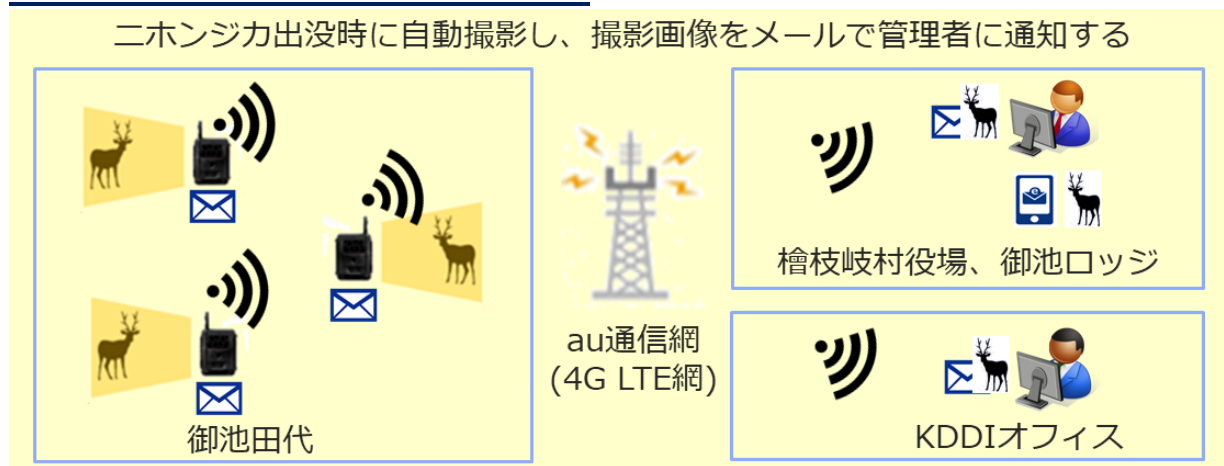 ニホンジカ出没時に自動撮影し、撮影画像をメールで管理者に通知する
御池田代
au通信網
(4G LTE網)
檜枝岐村役場、御池ロッジ
KDDIオフィス